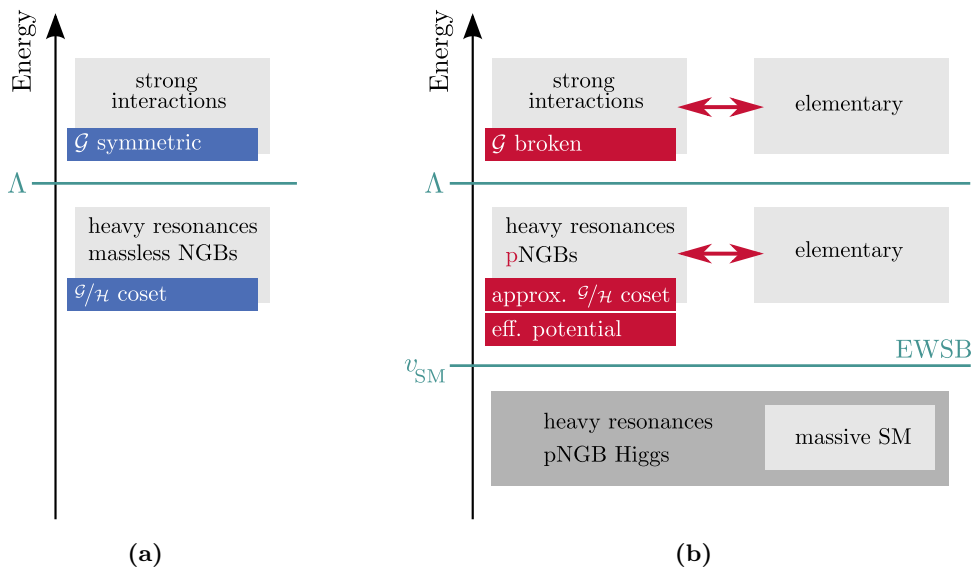 Energy
strong
interactions
𝒢 symmetric
Λ
heavy resonances
massless NGBs
𝒢/ℋ coset
(a)
Energy
strong
interactions
𝒢 broken
elementary
Λ
heavy resonances
pNGBs
approx. 𝒢/ℋ coset
eff. potential
elementary
EWSB
v_SM
heavy resonances
pNGB Higgs
massive SM
(b)